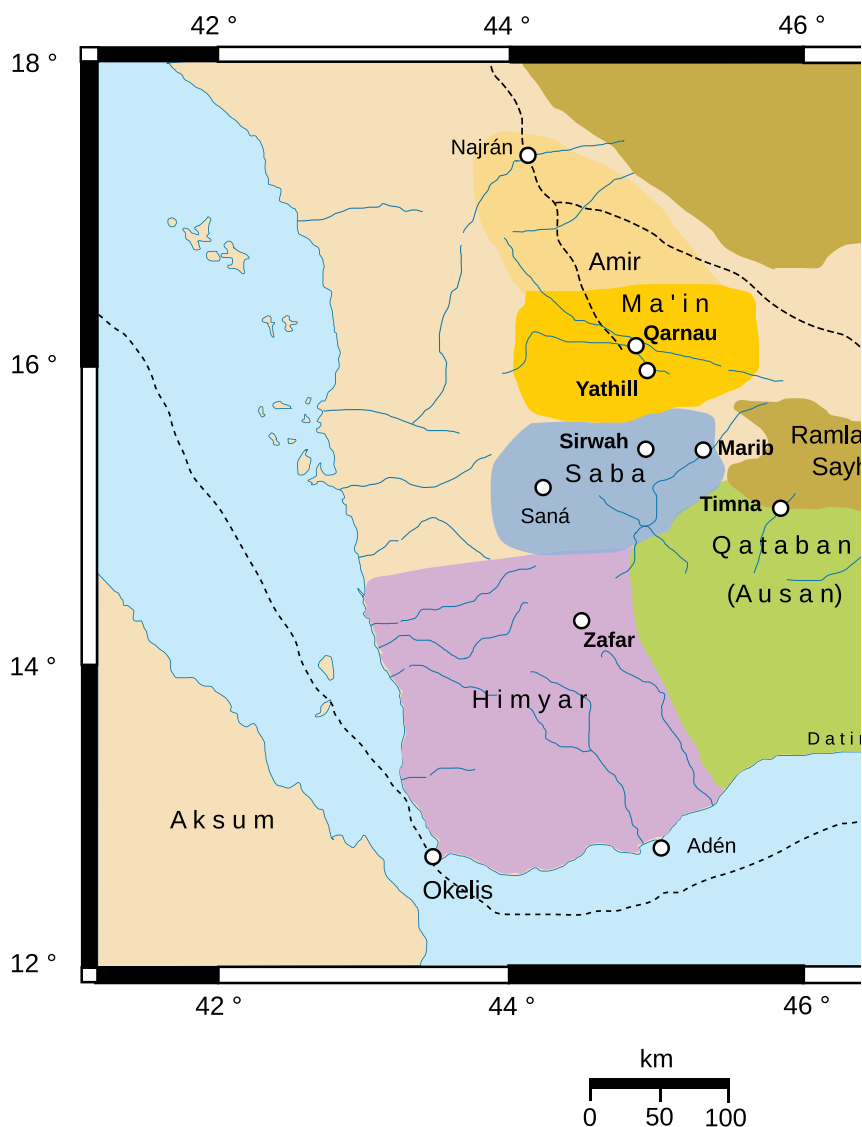 42 °
44 °
46 °
18 °
Najrán
Amir
Ma'in
Qarnau
16 °
Yathill
Sirwah
Marib
Ramla
Saba
Sayh
Saná
Timna
Qataban
(Ausan)
Zafar
14 °
Himyar
Datin
Aksum
Adén
Okelis
12 °
42 °
44 °
46 °
km
0 50 100